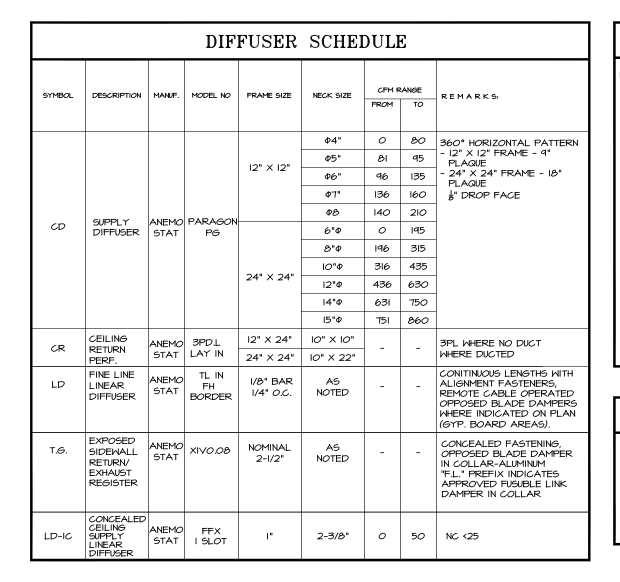 DIFFUSER SCHEDULE
SYMBOL DESCRIPTION MANUF. MODEL NO FRAME SIZE NECK SIZE CFM RANGE REMARKS:
FROM TO
CD SUPPLY DIFFUSER ANEMO STAT PARAGON PG
12" X 12"
Φ4" 0 80
Φ5" 81 95
Φ6" 96 135
Φ7" 136 160
Φ8 140 210
24" X 24"
6"Φ 0 195
8"Φ 196 315
10"Φ 316 435
12"Φ 436 630
14"Φ 631 750
15"Φ 751 860
360° HORIZONTAL PATTERN
- 12" X 12" FRAME - 9"
PLAQUE
- 24" X 24" FRAME - 18"
PLAQUE
1/8" DROP FACE
CR
CEILING
RETURN
PERF.
ANEMO
STAT
3PD.L
LAY IN
12" X 24" 10" X 10"
24" X 24" 10" X 22"
- -
3PL WHERE NO DUCT
WHERE DUCTED
LD
FINE LINE
LINEAR
DIFFUSER
ANEMO
STAT
TL IN
FH
BORDER
1/8" BAR
1/4" O.C.
AS
NOTED
- -
CONITINUOUS LENGTHS WITH
ALIGNMENT FASTENERS,
REMOTE CABLE OPERATED
OPPOSED BLADE DAMPERS
WHERE INDICATED ON PLAN
(GYP. BOARD AREAS).
T.G.
EXPOSED
SIDEWALL
RETURN/
EXHAUST
REGISTER
ANEMO
STAT
XIVO.08
NOMINAL
2-1/2"
AS
NOTED
- -
CONCEALED FASTENING,
OPPOSED BLADE DAMPER
IN COLLAR-ALUMINUM
"F.L." PREFIX INDICATES
APPROVED FUSUBLE LINK
DAMPER IN COLLAR
LD-IC
CONCEALED
CEILING
SUPPLY
LINEAR
DIFFUSER
ANEMO
STAT
FFX
1 SLOT
1"
2-3/8"
0 50
NC <25